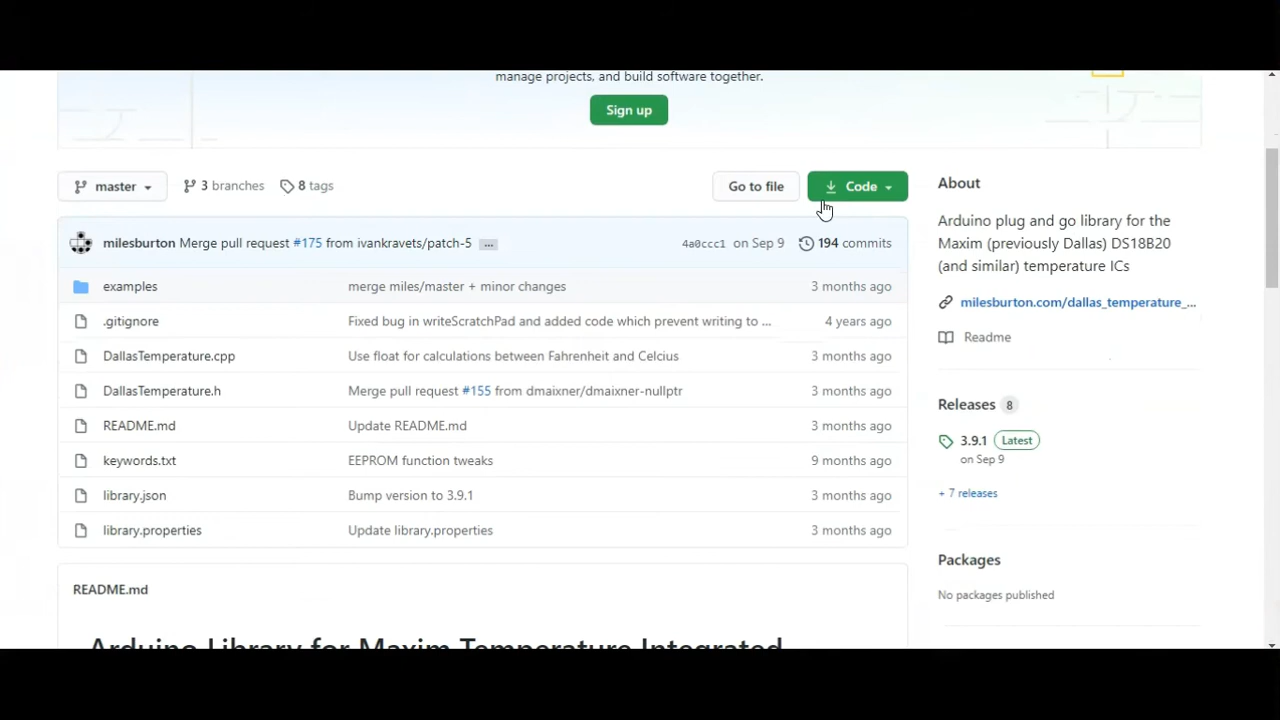 manage projects, and build software together.
Sign up
master
3 branches
8 tags
Go to file
Code
milesburton Merge pull request #175 from ivankravets/patch-5 ...
4a0ccc1 on Sep 9
194 commits
examples merge miles/master + minor changes 3 months ago
.gitignore Fixed bug in writeScratchPad and added code which prevent writing to ... 4 years ago
DallasTemperature.cpp Use float for calculations between Fahrenheit and Celcius 3 months ago
DallasTemperature.h Merge pull request #155 from dmaixner/dmaixner-nullptr 3 months ago
README.md Update README.md 3 months ago
keywords.txt EEPROM function tweaks 9 months ago
library.json Bump version to 3.9.1 3 months ago
library.properties Update library.properties 3 months ago
README.md
Arduino Library for Maxim Temperature Integrated
About
Arduino plug and go library for the
Maxim (previously Dallas) DS18B20
(and similar) temperature ICs
milesburton.com/dallas_temperature_...
Readme
Releases 8
3.9.1 Latest
on Sep 9
+ 7 releases
Packages
No packages published